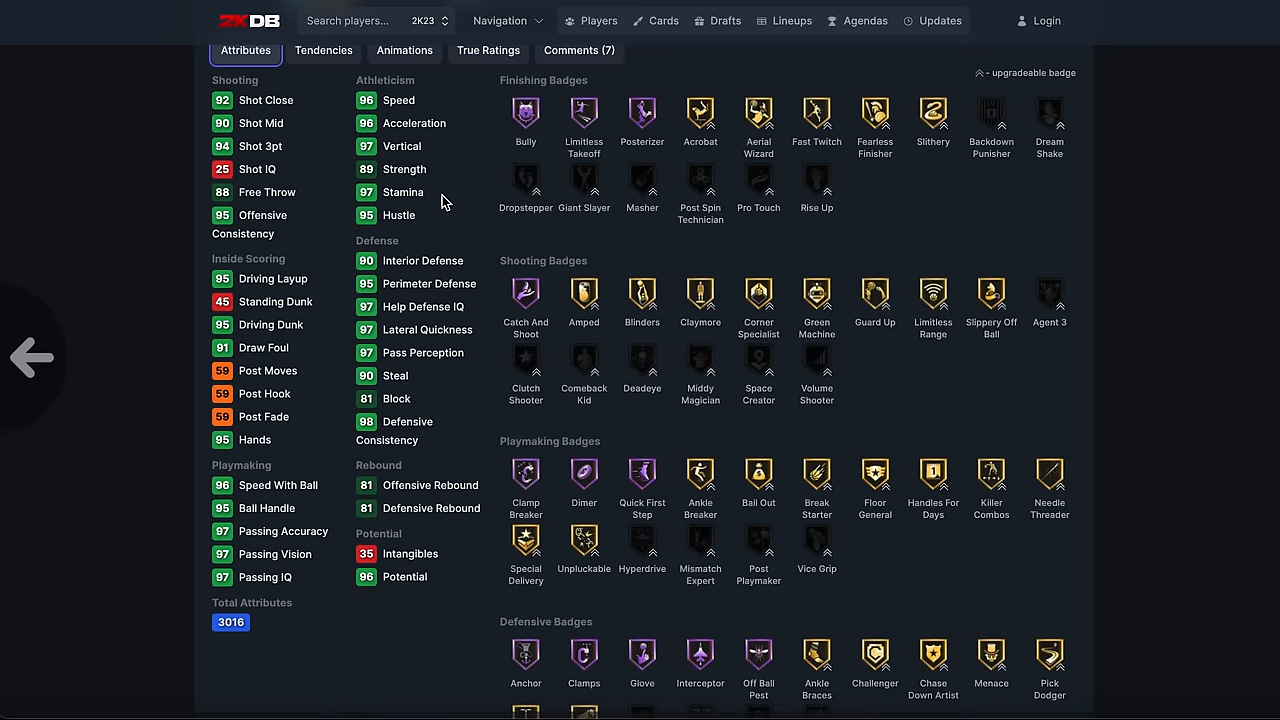 2KDB
Search players...
2K23
Navigation
Players
Cards
Drafts
Lineups
Agendas
Updates
Login
Attributes
Tendencies
Animations
True Ratings
Comments (7)
- upgradeable badge
Shooting
92 Shot Close
90 Shot Mid
94 Shot 3pt
25 Shot IQ
88 Free Throw
95 Offensive
Consistency
Inside Scoring
95 Driving Layup
45 Standing Dunk
95 Driving Dunk
91 Draw Foul
59 Post Moves
59 Post Hook
59 Post Fade
95 Hands
Playmaking
96 Speed With Ball
95 Ball Handle
97 Passing Accuracy
97 Passing Vision
97 Passing IQ
Total Attributes
3016
Athleticism
96 Speed
96 Acceleration
97 Vertical
89 Strength
97 Stamina
95 Hustle
Defense
90 Interior Defense
95 Perimeter Defense
97 Help Defense IQ
97 Lateral Quickness
97 Pass Perception
90 Steal
81 Block
98 Defensive
Consistency
Rebound
81 Offensive Rebound
81 Defensive Rebound
Potential
35 Intangibles
96 Potential
Finishing Badges
Bully
Limitless
Takeoff
Posterizer
Acrobat
Aerial
Wizard
Fast Twitch
Fearless
Finisher
Slithery
Backdown
Punisher
Dream
Shake
Dropstepper
Giant Slayer
Masher
Post Spin
Technician
Pro Touch
Rise Up
Shooting Badges
Catch And
Shoot
Amped
Blinders
Claymore
Corner
Specialist
Green
Machine
Guard Up
Limitless
Range
Slippery Off
Ball
Agent 3
Clutch
Shooter
Comeback
Kid
Deadeye
Middy
Magician
Space
Creator
Volume
Shooter
Playmaking Badges
Clamp
Breaker
Dimer
Quick First
Step
Ankle
Breaker
Bail Out
Break
Starter
Floor
General
Handles For
Days
Killer
Combos
Needle
Threader
Special
Delivery
Unpluckable
Hyperdrive
Mismatch
Expert
Post
Playmaker
Vice Grip
Defensive Badges
Anchor
Clamps
Glove
Interceptor
Off Ball
Pest
Ankle
Braces
Challenger
Chase
Down Artist
Menace
Pick
Dodger